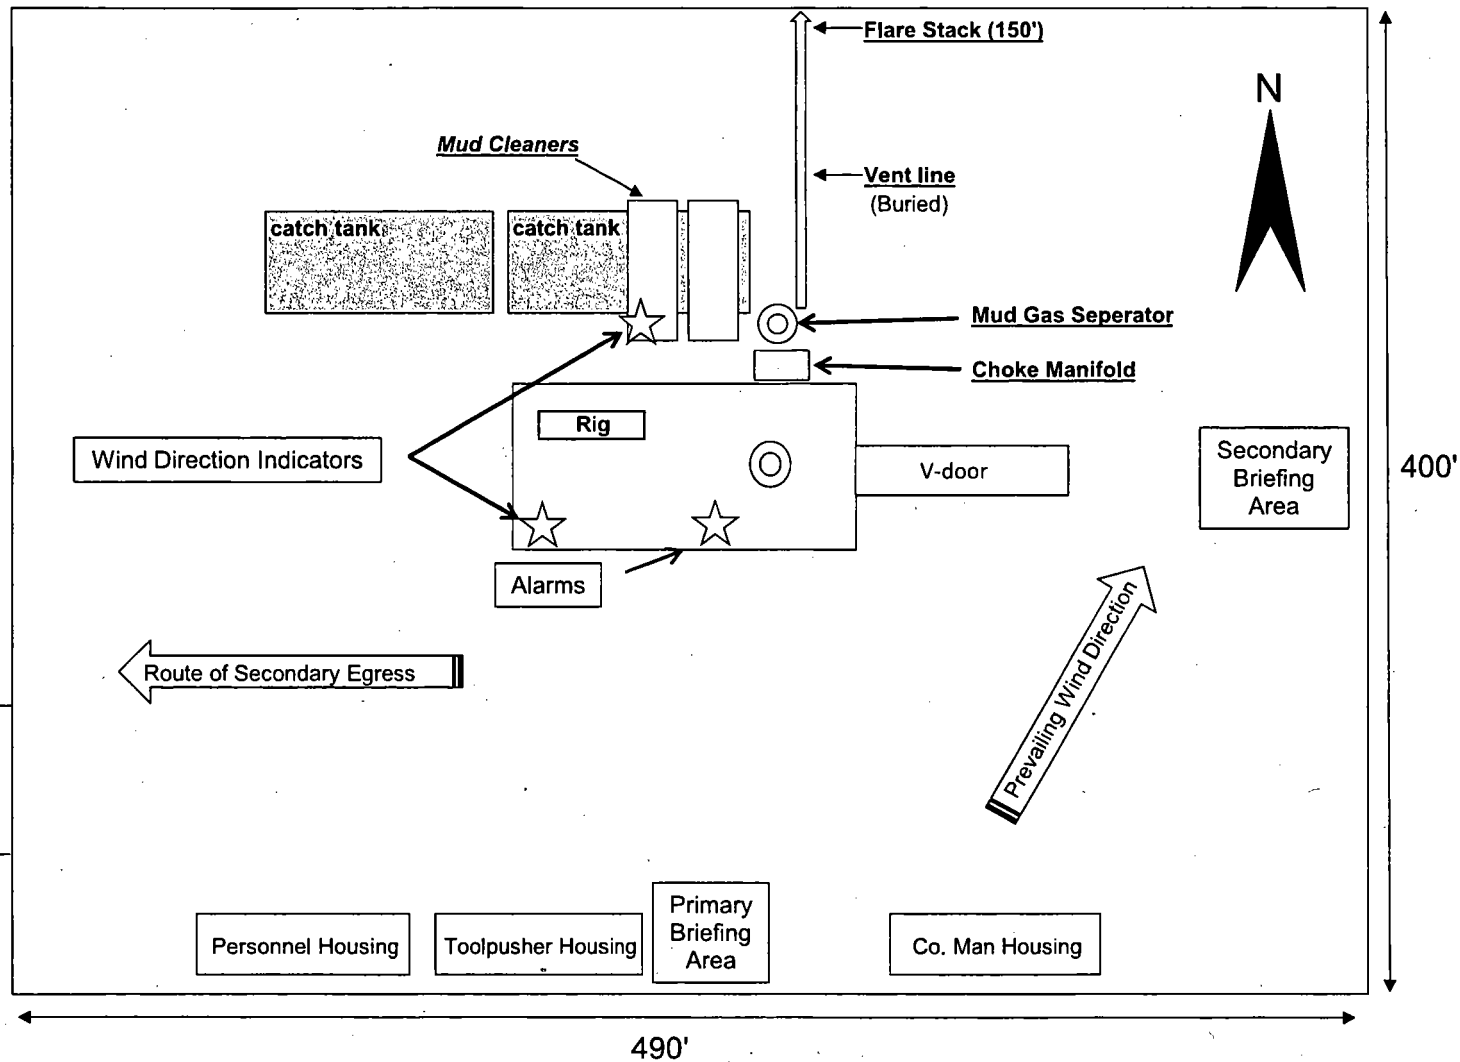 Flare Stack (150')
N
Mud Cleaners
Vent line
(Buried)
catch tank
catch tank
Mud Gas Seperator
Choke Manifold
Rig
Wind Direction Indicators
V-door
Secondary
Briefing
Area
400'
Alarms
Prevailing Wind Direction
Route of Secondary Egress
Personnel Housing
Toolpusher Housing
Primary
Briefing
Area
Co. Man Housing
490'